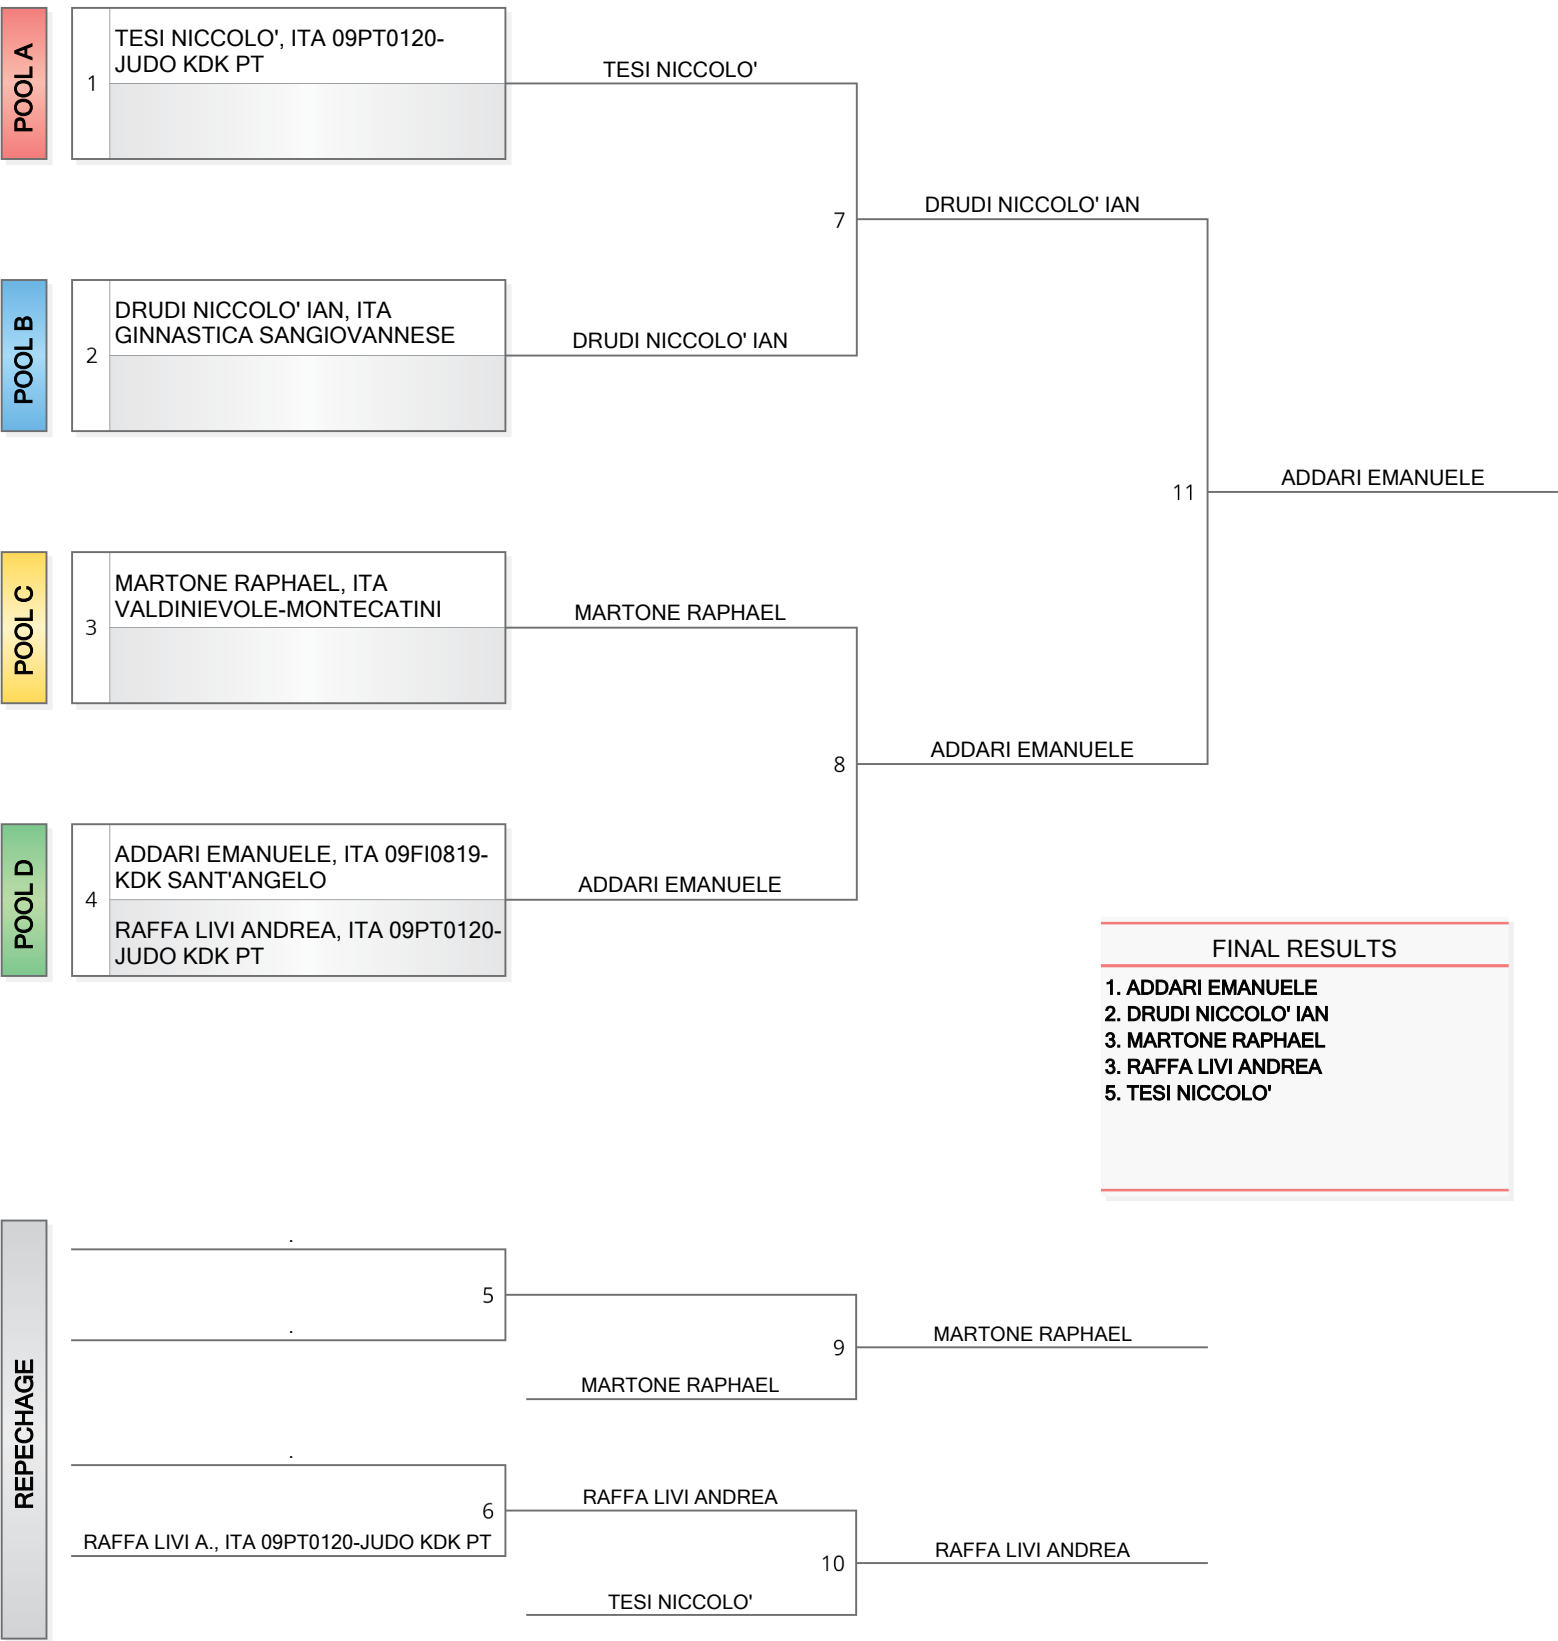 POOL A
1
TESI NICCOLO', ITA 09PT0120-
JUDO KDK PT
TESI NICCOLO'
7
DRUDI NICCOLO' IAN
POOL B
2
DRUDI NICCOLO' IAN, ITA
GINNASTICA SANGIOVANNESE
DRUDI NICCOLO' IAN
11
ADDARI EMANUELE
POOL C
3
MARTONE RAPHAEL, ITA
VALDINIEVOLE-MONTECATINI
MARTONE RAPHAEL
8
ADDARI EMANUELE
POOL D
4
ADDARI EMANUELE, ITA 09FI0819-
KDK SANT'ANGELO
RAFFA LIVI ANDREA, ITA 09PT0120-
JUDO KDK PT
ADDARI EMANUELE
FINAL RESULTS
1. ADDARI EMANUELE
2. DRUDI NICCOLO' IAN
3. MARTONE RAPHAEL
3. RAFFA LIVI ANDREA
5. TESI NICCOLO'
REPECHAGE
.
5
.
MARTONE RAPHAEL
9
MARTONE RAPHAEL
.
6
RAFFA LIVI A., ITA 09PT0120-JUDO KDK PT
RAFFA LIVI ANDREA
10
RAFFA LIVI ANDREA
TESI NICCOLO'